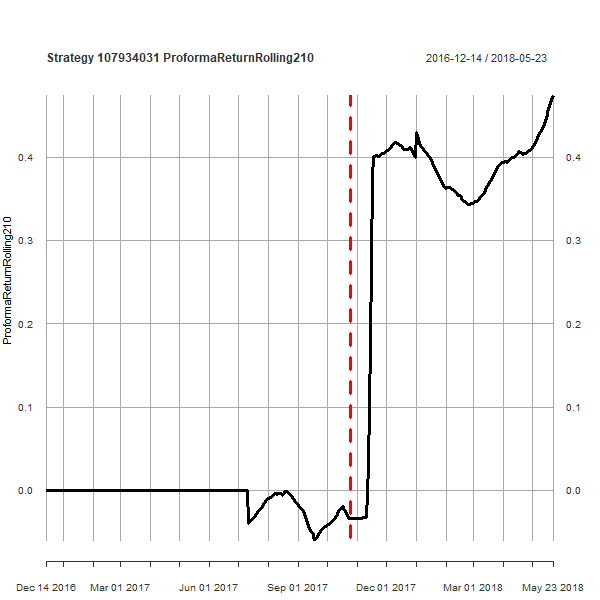 Strategy 107934031 ProformaReturnRolling210
2016-12-14 / 2018-05-23
ProformaReturnRolling210
0.4
0.3
0.2
0.1
0.0
0.4
0.3
0.2
0.1
0.0
Dec 14 2016
Mar 01 2017
Jun 01 2017
Sep 01 2017
Dec 01 2017
Mar 01 2018
May 23 2018